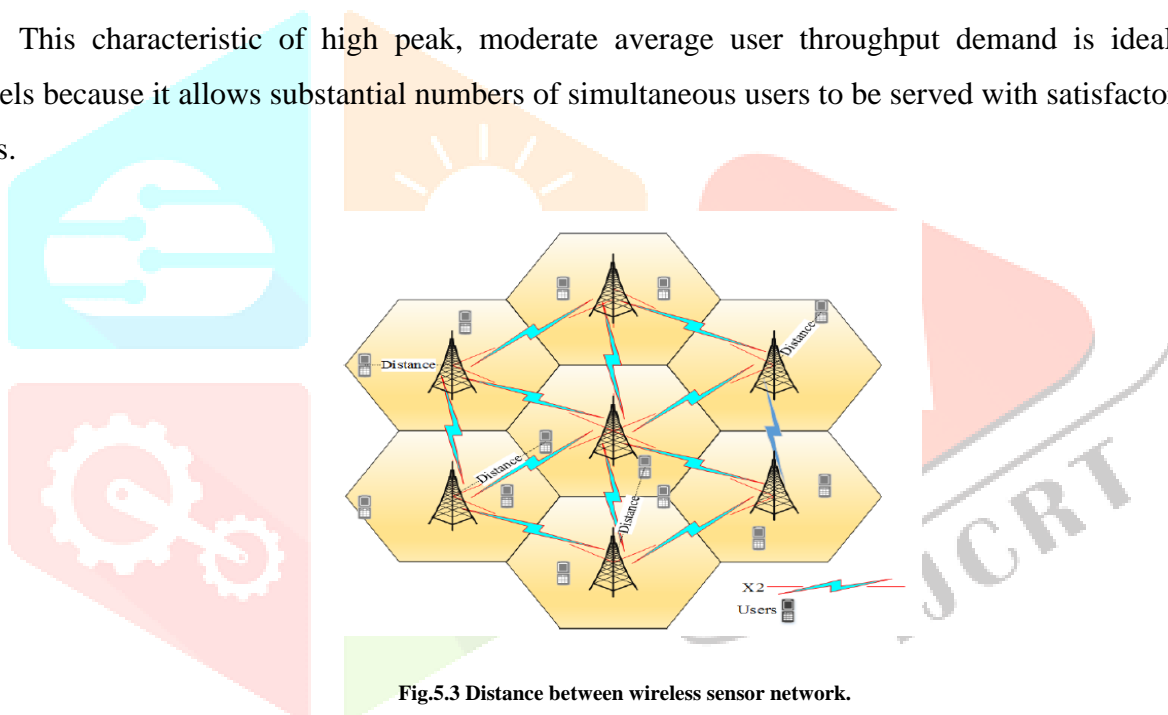 This characteristic of high peak, moderate average user throughput demand is ideal
els because it allows substantial numbers of simultaneous users to be served with satisfactor
s.
Distance
Distance
Distance
Distance
X2
Users
IJCRT
Fig.5.3 Distance between wireless sensor network.